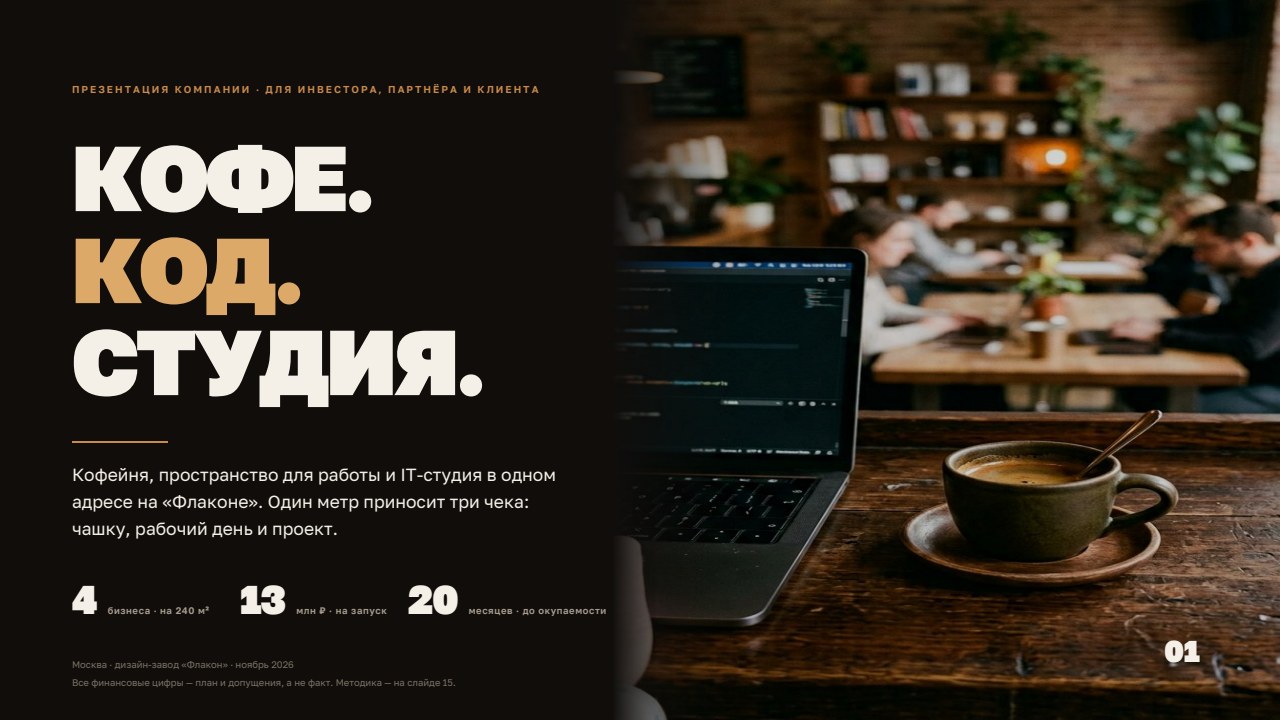 ПРЕЗЕНТАЦИЯ КОМПАНИИ · ДЛЯ ИНВЕСТОРА, ПАРТНЁРА И КЛИЕНТА
КОФЕ.
КОД.
СТУДИЯ.
Кофейня, пространство для работы и IT-студия в одном
адресе на «Флаконе». Один метр приносит три чека:
чашку, рабочий день и проект.
4 бизнеса · на 240 м² 13 млн ₽ · на запуск 20 месяцев · до окупаемости
Москва · дизайн-завод «Флакон» · ноябрь 2026
Все финансовые цифры — план и допущения, а не факт. Методика — на слайде 15.
01